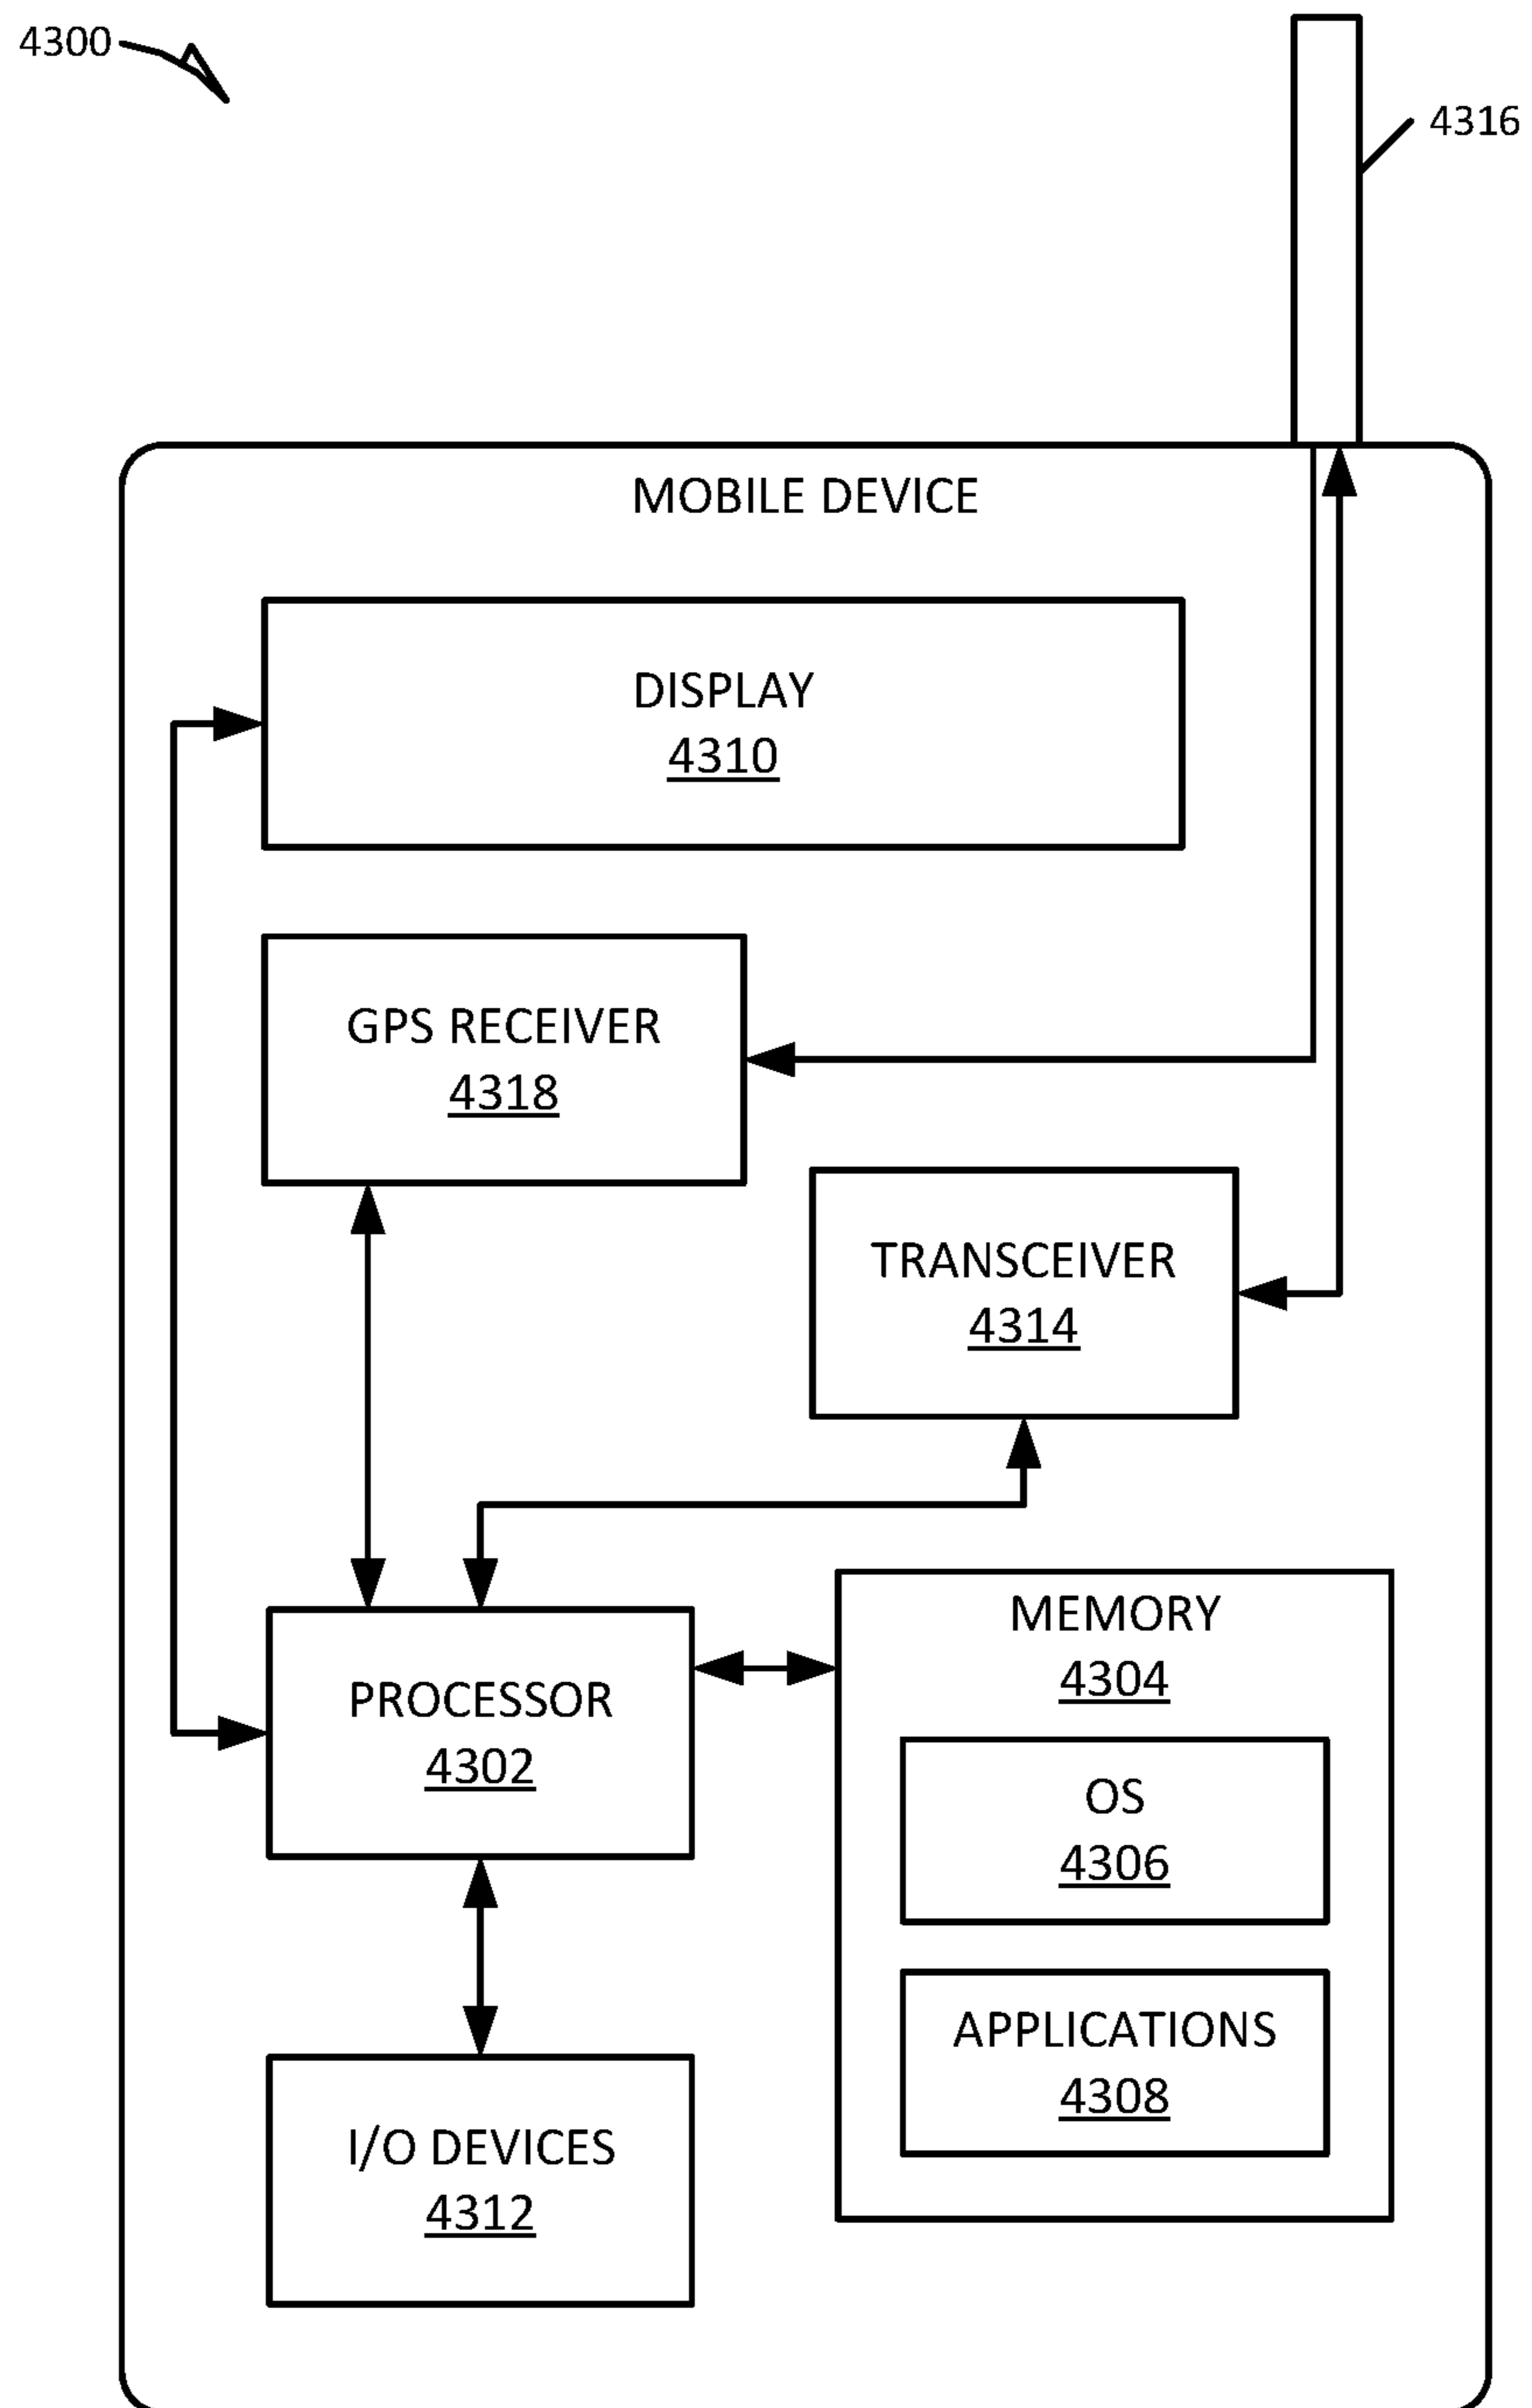 4300
4316
MOBILE DEVICE
DISPLAY
4310
GPS RECEIVER
4318
TRANSCEIVER
4314
PROCESSOR
4302
MEMORY
4304
OS
4306
APPLICATIONS
4308
I/O DEVICES
4312